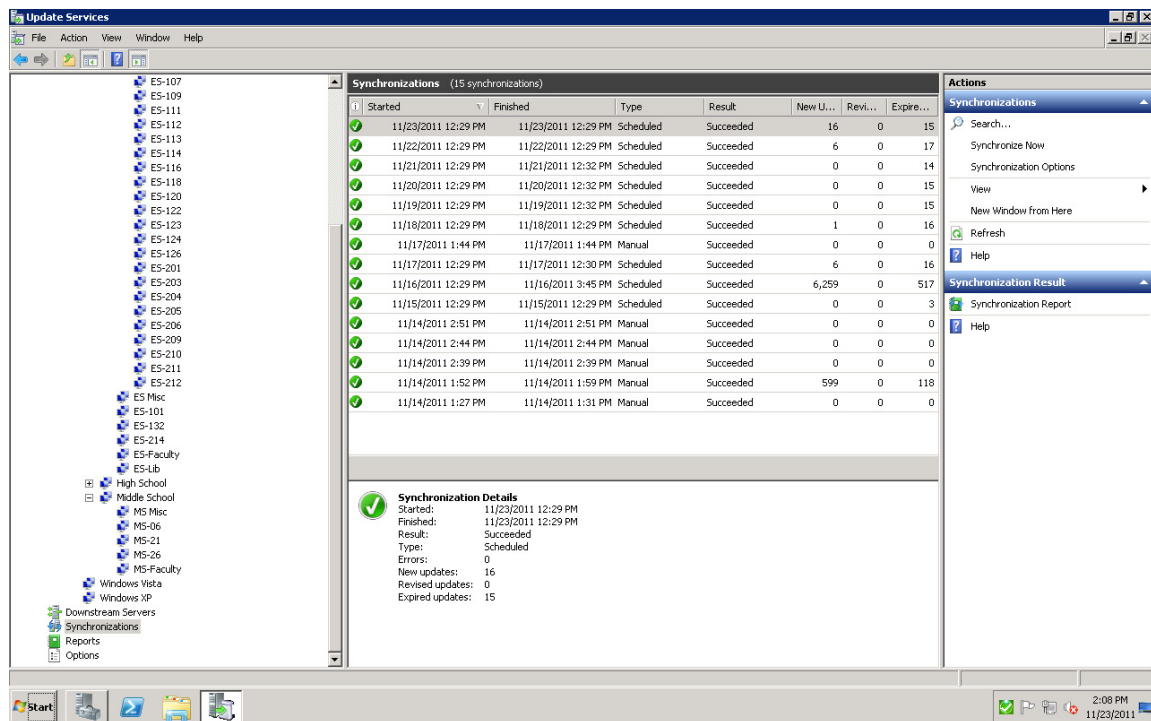 Update Services
File Action View Window Help
ES-107
ES-109
ES-111
ES-112
ES-113
ES-114
ES-116
ES-118
ES-120
ES-122
ES-123
ES-124
ES-126
ES-201
ES-203
ES-204
ES-205
ES-206
ES-209
ES-210
ES-211
ES-212
ES Misc
ES-101
ES-132
ES-214
ES-Faculty
ES-Lib
High School
Middle School
MS Misc
MS-06
MS-21
MS-26
MS-Faculty
Windows Vista
Windows XP
Downstream Servers
Synchronizations
Reports
Options
Synchronizations (15 synchronizations)
Started Finished Type Result New U... Revi... Expire...
11/23/2011 12:29 PM 11/23/2011 12:29 PM Scheduled Succeeded 16 0 15
11/22/2011 12:29 PM 11/22/2011 12:29 PM Scheduled Succeeded 6 0 17
11/21/2011 12:29 PM 11/21/2011 12:32 PM Scheduled Succeeded 0 0 14
11/20/2011 12:29 PM 11/20/2011 12:32 PM Scheduled Succeeded 0 0 15
11/19/2011 12:29 PM 11/19/2011 12:32 PM Scheduled Succeeded 0 0 15
11/18/2011 12:29 PM 11/18/2011 12:29 PM Scheduled Succeeded 1 0 16
11/17/2011 1:44 PM 11/17/2011 1:44 PM Manual Succeeded 0 0 0
11/17/2011 12:29 PM 11/17/2011 12:30 PM Scheduled Succeeded 6 0 16
11/16/2011 12:29 PM 11/16/2011 3:45 PM Scheduled Succeeded 6,259 0 517
11/15/2011 12:29 PM 11/15/2011 12:29 PM Scheduled Succeeded 0 0 3
11/14/2011 2:51 PM 11/14/2011 2:51 PM Manual Succeeded 0 0 0
11/14/2011 2:44 PM 11/14/2011 2:44 PM Manual Succeeded 0 0 0
11/14/2011 2:39 PM 11/14/2011 2:39 PM Manual Succeeded 0 0 0
11/14/2011 1:52 PM 11/14/2011 1:59 PM Manual Succeeded 599 0 118
11/14/2011 1:27 PM 11/14/2011 1:31 PM Manual Succeeded 0 0 0
Synchronization Details
Started: 11/23/2011 12:29 PM
Finished: 11/23/2011 12:29 PM
Result: Succeeded
Type: Scheduled
Errors: 0
New updates: 16
Revised updates: 0
Expired updates: 15
Actions
Synchronizations
Search...
Synchronize Now
Synchronization Options
View
New Window from Here
Refresh
Help
Synchronization Result
Synchronization Report
Help
Start
2:08 PM
11/23/2011